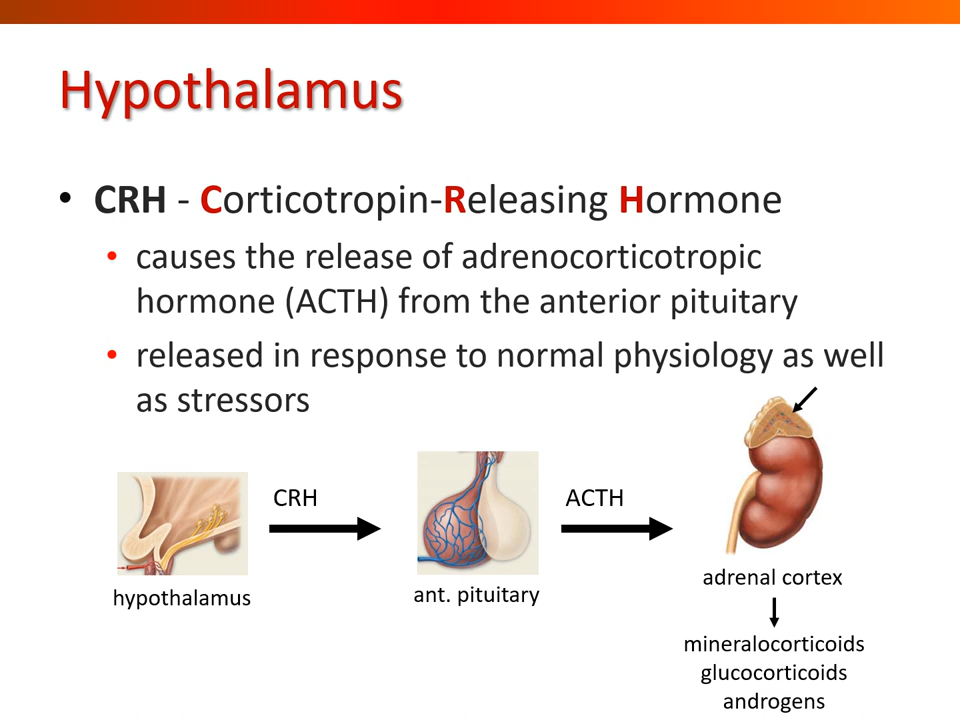 Hypothalamus
• CRH - Corticotropin-Releasing Hormone
• causes the release of adrenocorticotropic
hormone (ACTH) from the anterior pituitary
• released in response to normal physiology as well
as stressors
CRH
ACTH
hypothalamus
ant. pituitary
adrenal cortex
mineralocorticoids
glucocorticoids
androgens